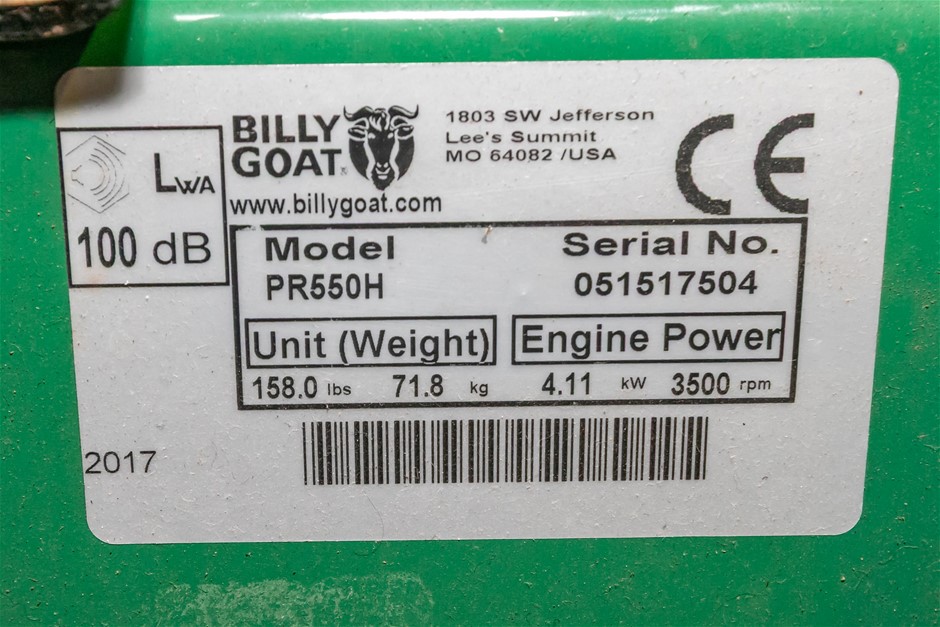 LWA
100 dB
BILLY
GOAT
®
www.billygoat.com
1803 SW Jefferson
Lee's Summit
MO 64082 /USA
CE
Model
PR550H
Serial No.
051517504
Unit (Weight)
158.0 lbs 71.8 kg
Engine Power
4.11 kW 3500 rpm
2017